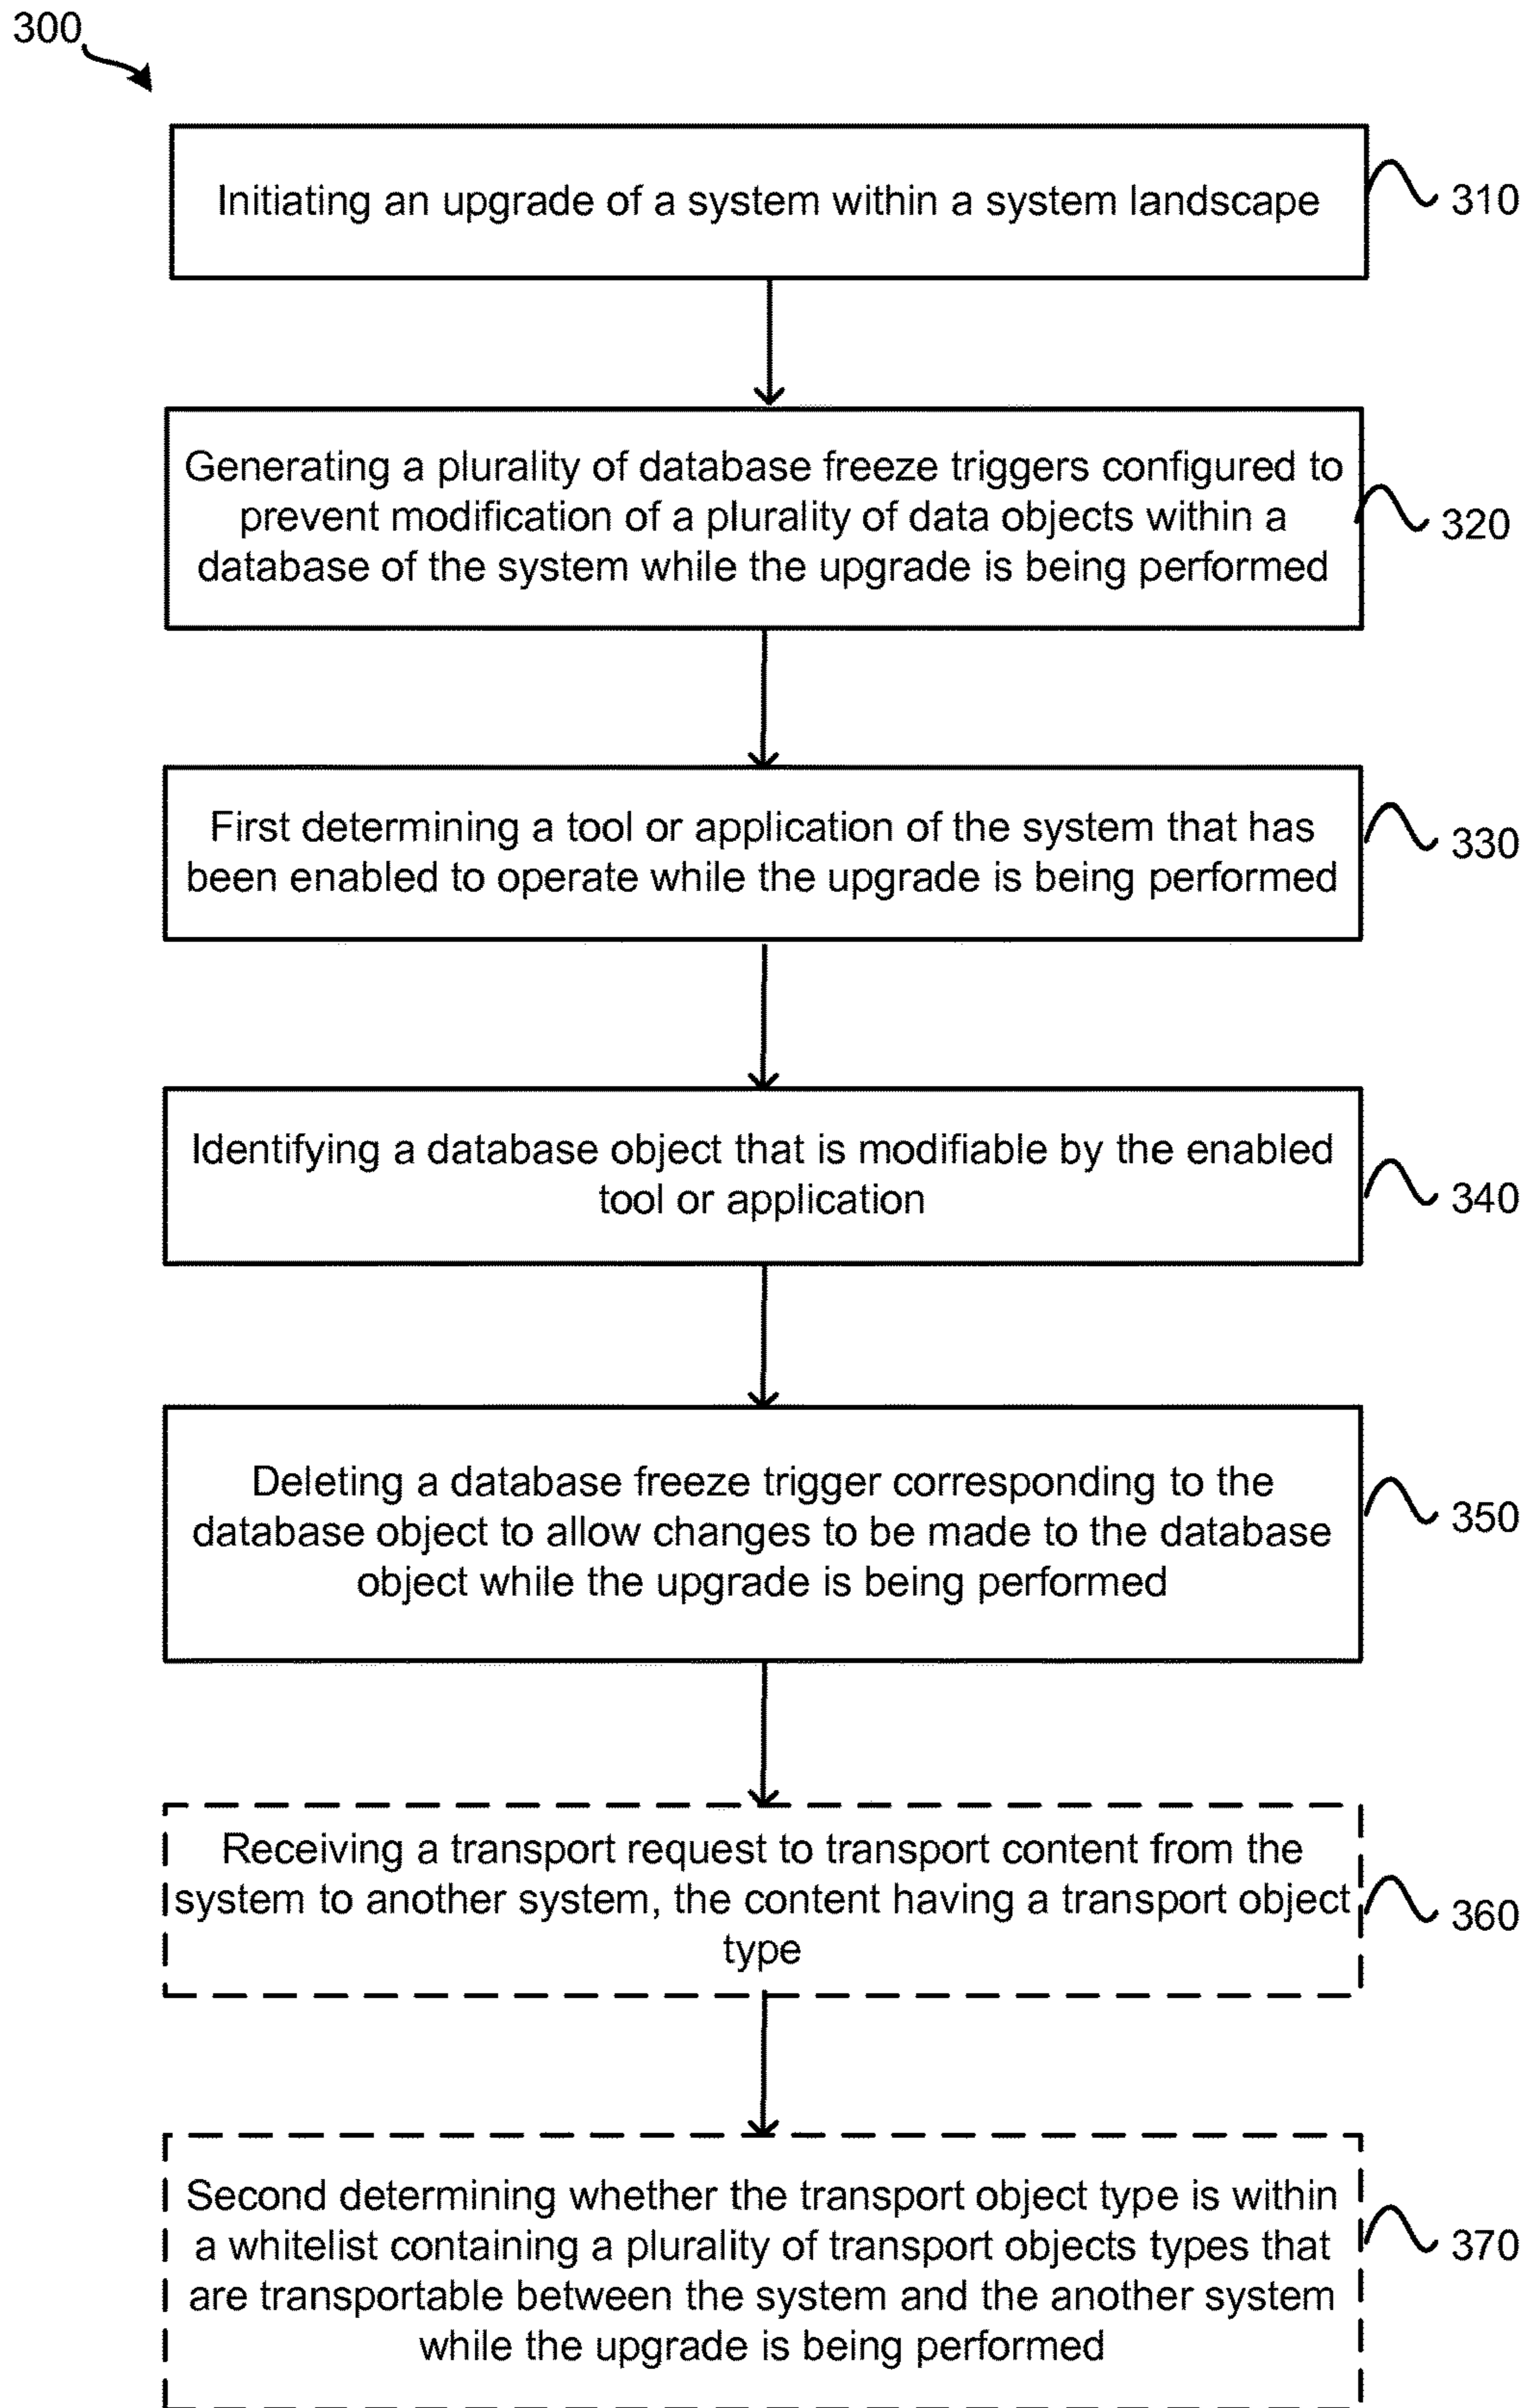 300
Initiating an upgrade of a system within a system landscape
310
Generating a plurality of database freeze triggers configured to
prevent modification of a plurality of data objects within a
database of the system while the upgrade is being performed
320
First determining a tool or application of the system that has
been enabled to operate while the upgrade is being performed
330
Identifying a database object that is modifiable by the enabled
tool or application
340
Deleting a database freeze trigger corresponding to the
database object to allow changes to be made to the database
object while the upgrade is being performed
350
Receiving a transport request to transport content from the
system to another system, the content having a transport object
type
360
Second determining whether the transport object type is within
a whitelist containing a plurality of transport objects types that
are transportable between the system and the another system
while the upgrade is being performed
370